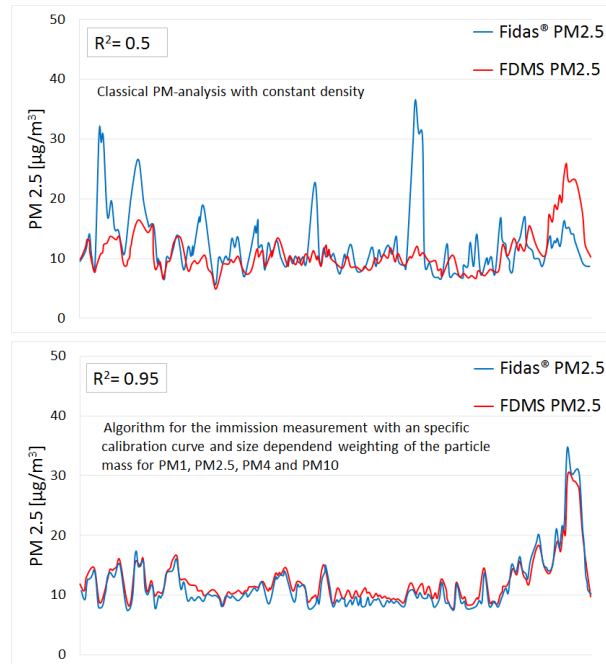 50
R²= 0.5
Fidas® PM2.5
FDMS PM2.5
40
Classical PM-analysis with constant density
30
PM 2.5 [µg/m³]
20
10
0
50
R²= 0.95
Fidas® PM2.5
FDMS PM2.5
40
Algorithm for the immission measurement with an specific
calibration curve and size dependend weighting of the particle
mass for PM1, PM2.5, PM4 and PM10
30
PM 2.5 [µg/m³]
20
10
0